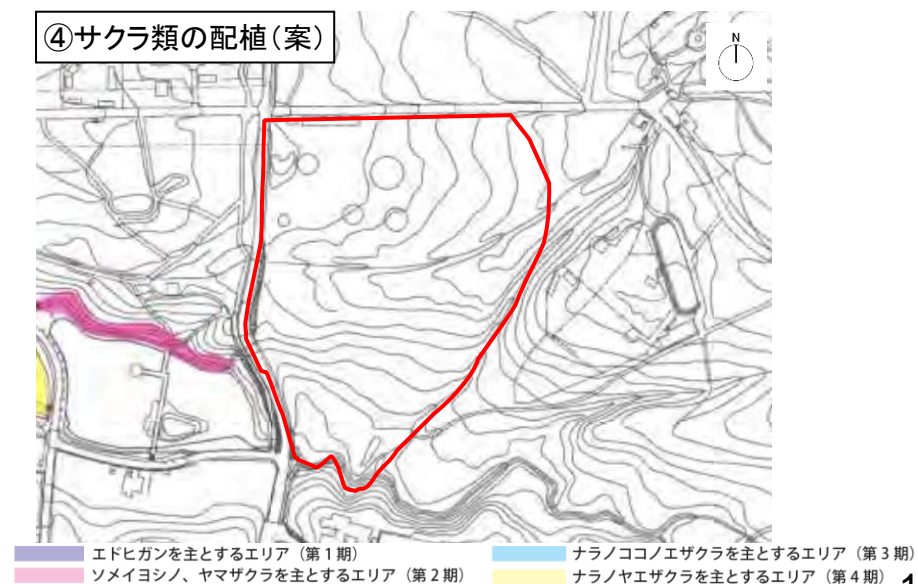 ④サクラ類の配植(案)
N
エドヒガンを主とするエリア（第１期）
ナラノココノエザクラを主とするエリア（第３期）
ソメイヨシノ、ヤマザクラを主とするエリア（第２期）
ナラノヤエザクラを主とするエリア（第４期）